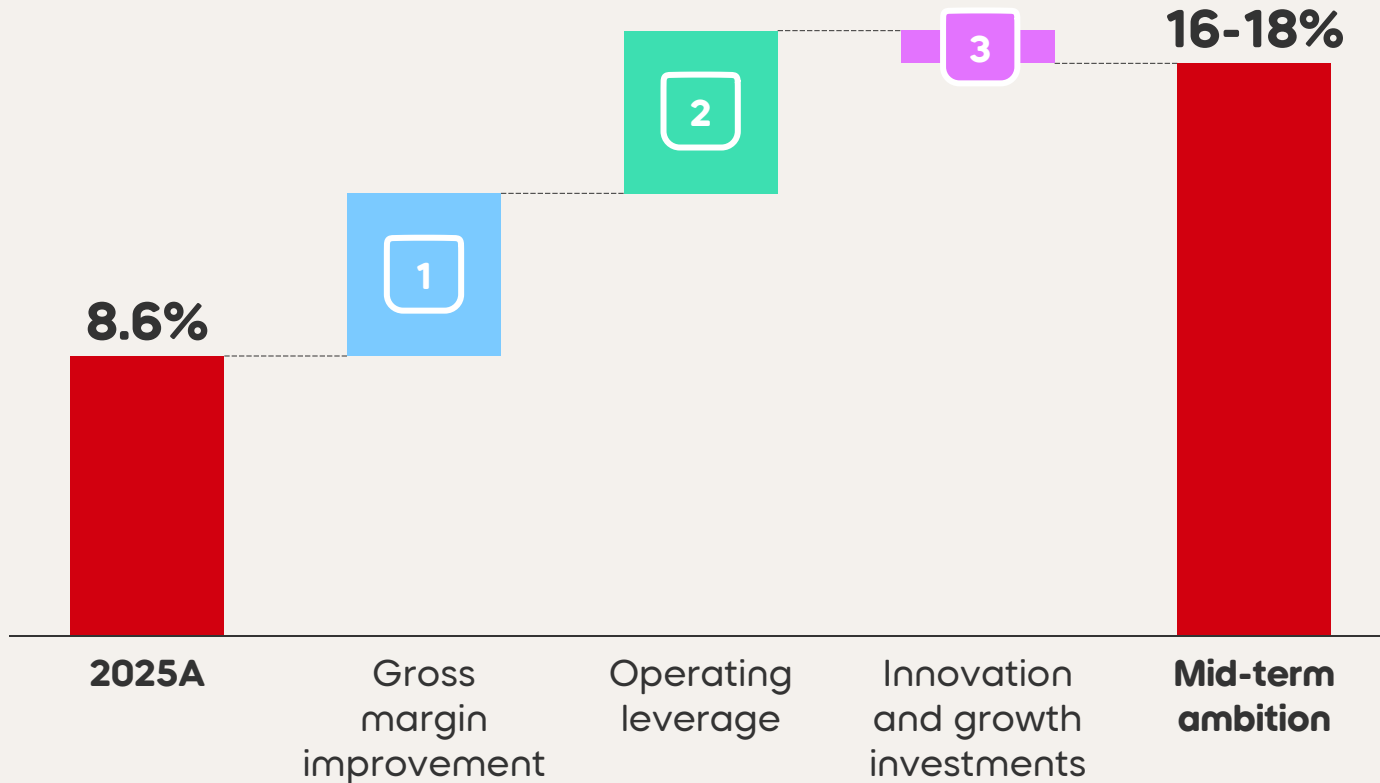 16-18%
3
2
1
8.6%
2025A
Gross
margin
improvement
Operating
leverage
Innovation
and growth
investments
Mid-term
ambition